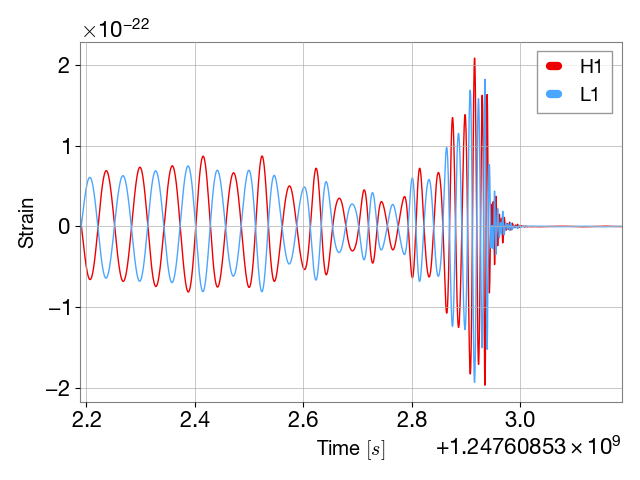 ×10⁻²²
2
1
0
−1
−2
Strain
H1
L1
2.2 2.4 2.6 2.8 3.0
Time [s]
+1.24760853 × 10⁹